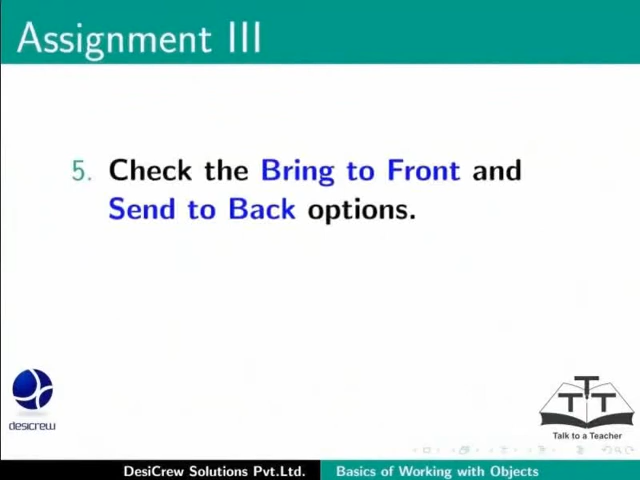 Assignment III
5. Check the Bring to Front and
Send to Back options.
desicrew
TTT
Talk to a Teacher
DesiCrew Solutions Pvt.Ltd. Basics of Working with Objects